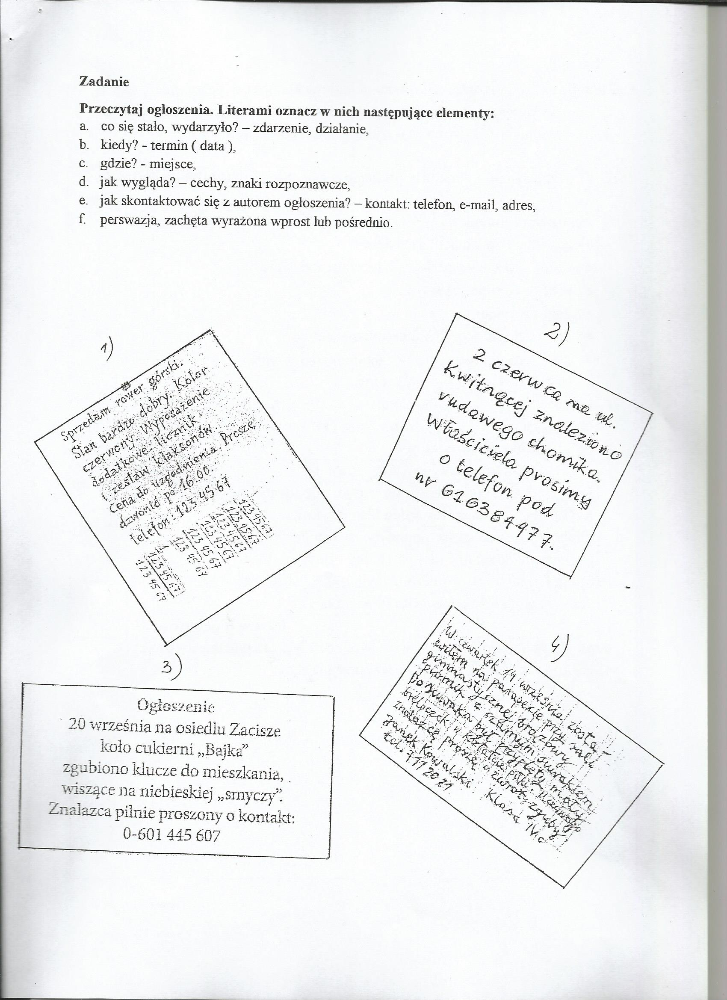 Zadanie
Przeczytaj ogłoszenia. Literami oznacz w nich następujące elementy:
a. co się stało, wydarzyło? – zdarzenie, działanie,
b. kiedy? - termin ( data ),
c. gdzie? - miejsce,
d. jak wygląda? – cechy, znaki rozpoznawcze,
e. jak skontaktować się z autorem ogłoszenia? – kontakt: telefon, e-mail, adres,
f. perswazja, zachęta wyrażona wprost lub pośrednio.
1)
Sprzedam rower górski.
Stan bardzo dobry. Kolor
czerwony. Wyposażenie
dodatkowe: licznik
i zestaw klaksonów.
Cena do uzgodnienia. Proszę
dzwonić po 16.00.
telefon: 123 45 67
123 45 67
123 45 67
123 45 67
123 45 67
123 45 67
123 45 67
123 45 67
123 45 67
2)
2 czerwca na ul.
Kwitnącej znaleziono
rudawego chomika.
Właściciela prosimy
o telefon pod
nr 616384977.
3)
Ogłoszenie
20 września na osiedlu Zacisze
koło cukierni „Bajka”
zgubiono klucze do mieszkania,
wiszące na niebieskiej „smyczy”.
Znalazca pilnie proszony o kontakt:
0-601 445 607
4)
W czwartek 14 września zosta-
wiłem na parapecie przy sali
gimnastycznej brązowy
piórnik z czarnym suwakiem.
Do suwaka był przypięty mały
breloczek w kształcie piłki. Uczciwego
znalazcę proszę o zwrot zguby.
Janek Kowalski Klasa IV c
tel. 711 20 21